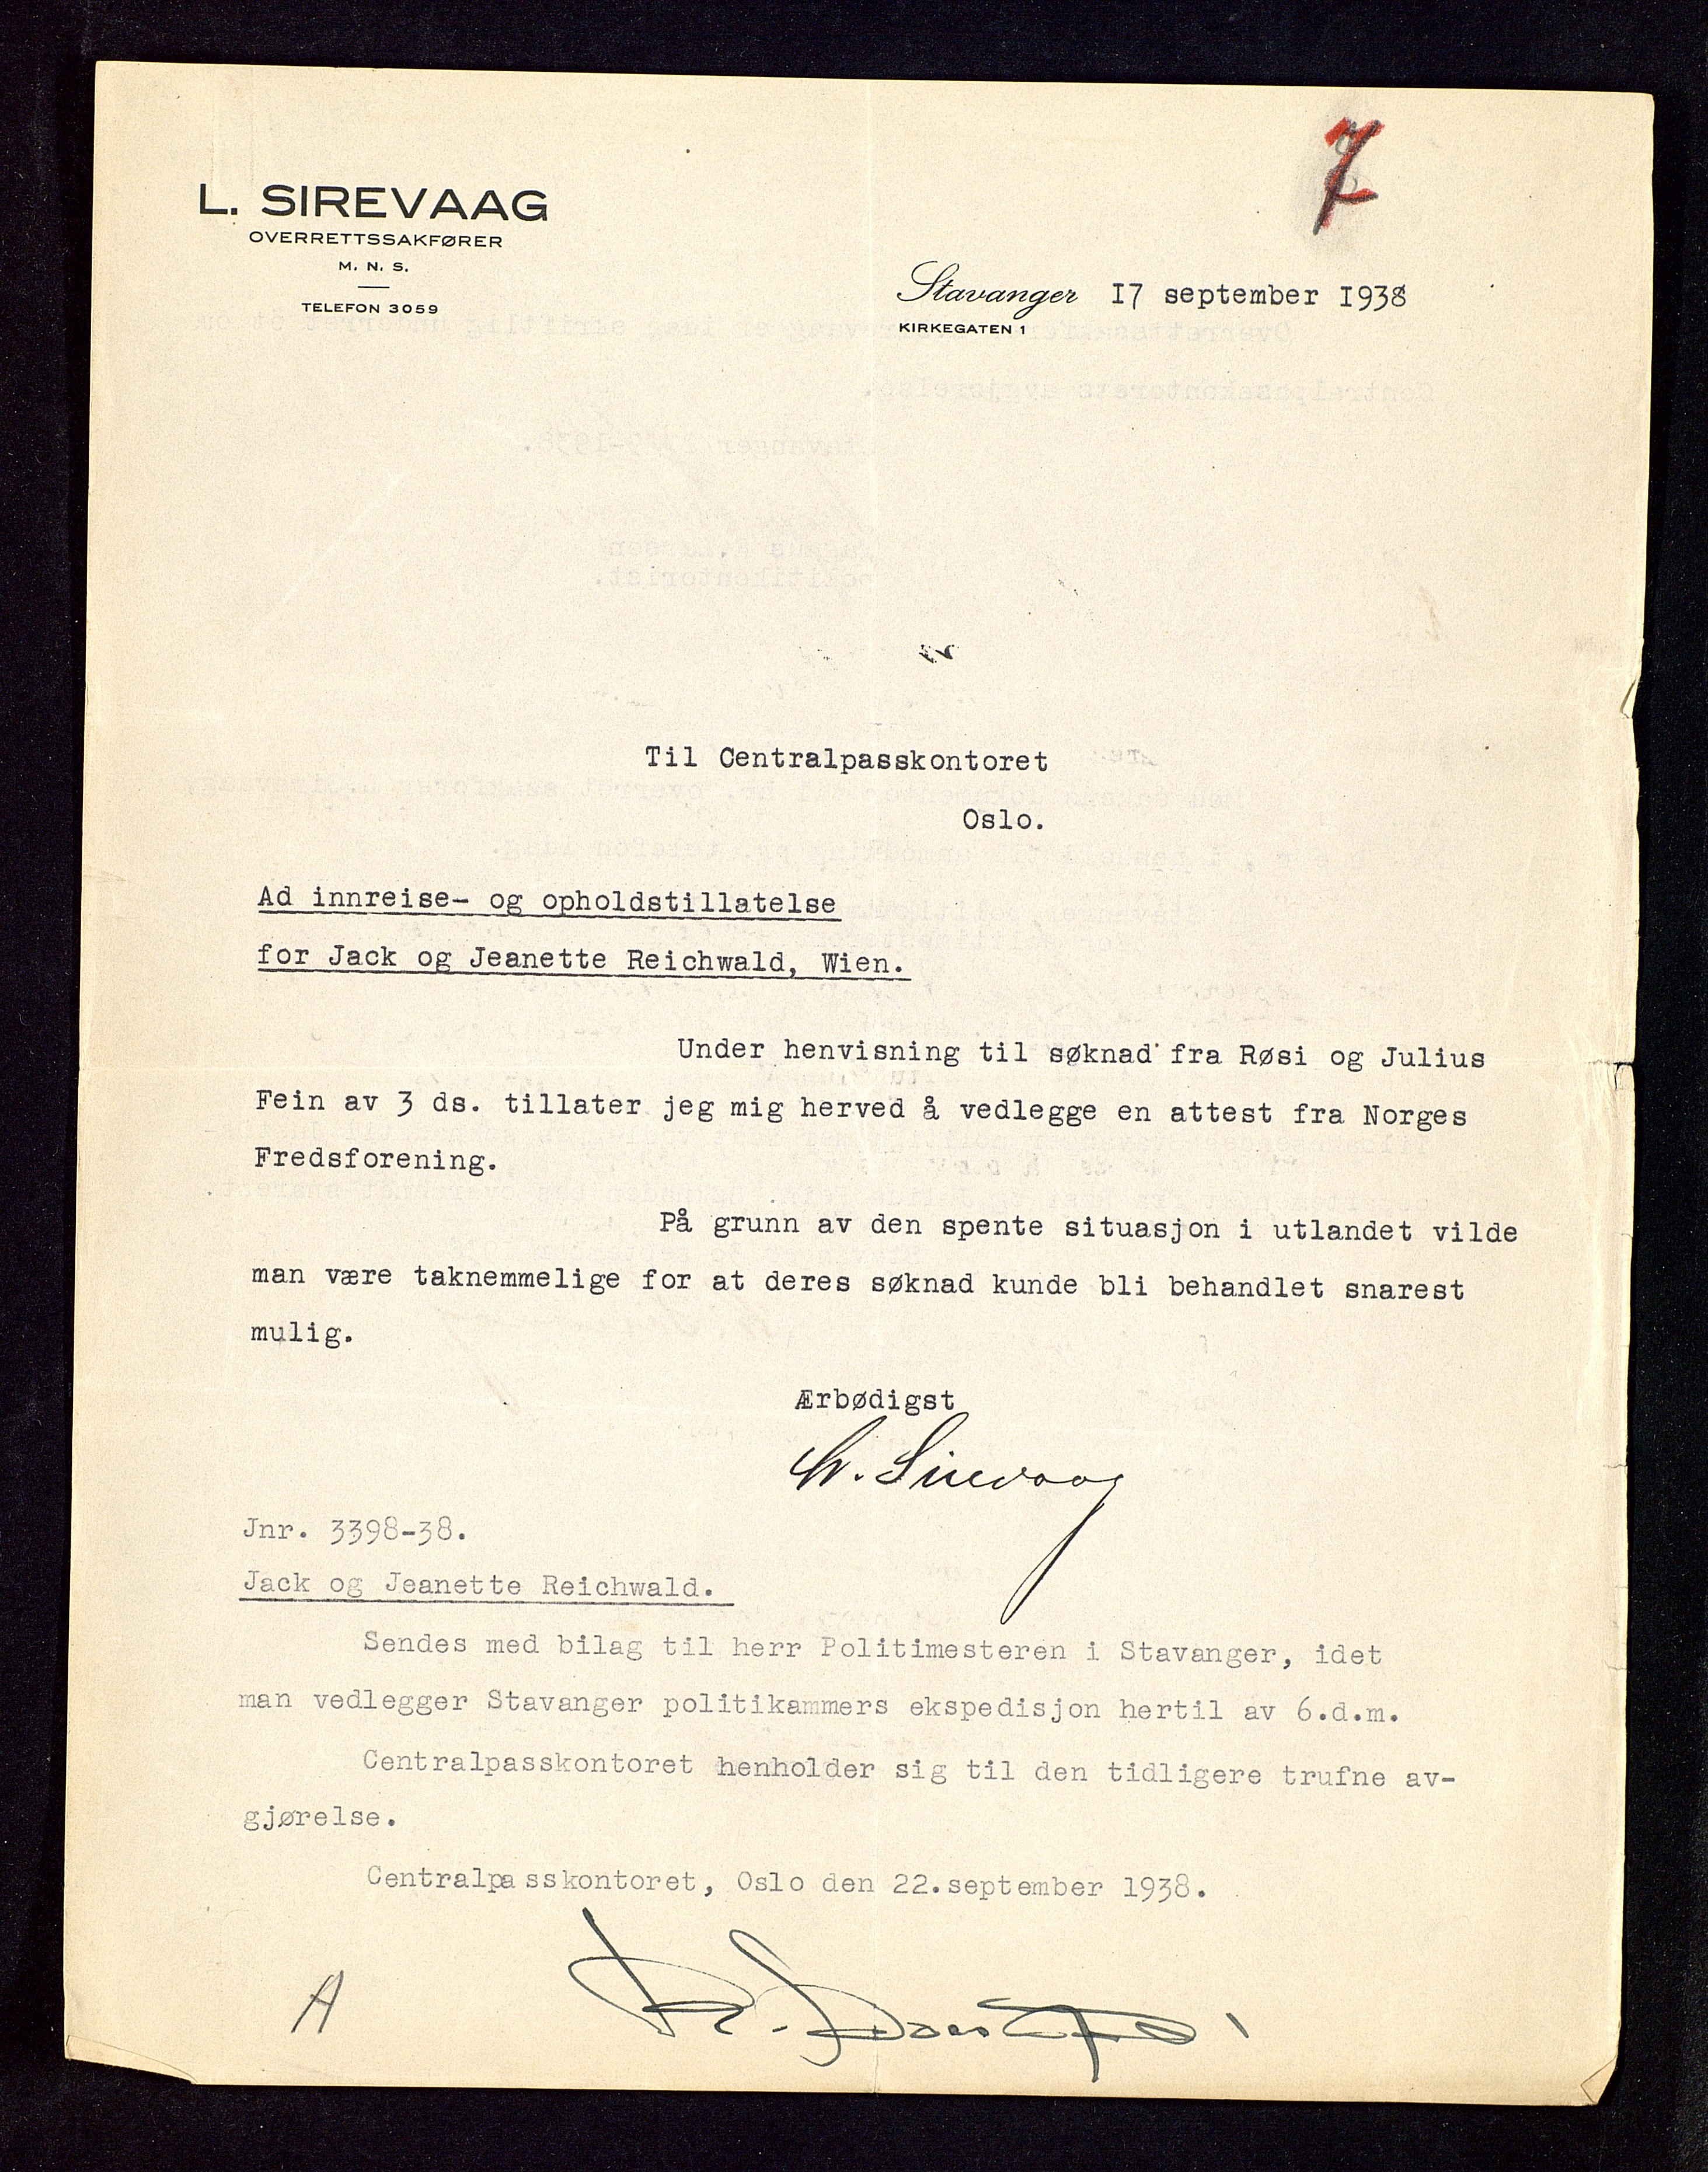 7
L. SIREVAAG
OVERRETTSSAKFØRER
M. N. S.
TELEFON 3059
Stavanger 17 september 1938
KIRKEGATEN 1
Til Centralpasskontoret
Oslo.
Ad innreise- og opholdstillatelse
for Jack og Jeanette Reichwald, Wien.
Under henvisning til søknad fra Røsi og Julius
Fein av 3 ds. tillater jeg mig herved å vedlegge en attest fra Norges
Fredsforening.
På grunn av den spente situasjon i utlandet vilde
man være taknemmelige for at deres søknad kunde bli behandlet snarest
mulig.
Ærbødigst
L. Sirevaag
Jnr. 3398-38.
Jack og Jeanette Reichwald.
Sendes med bilag til herr Politimesteren i Stavanger, idet
man vedlegger Stavanger politikammers ekspedisjon hertil av 6.d.m.
Centralpasskontoret henholder sig til den tidligere trufne av-
gjørelse.
Centralpasskontoret, Oslo den 22.september 1938.
A